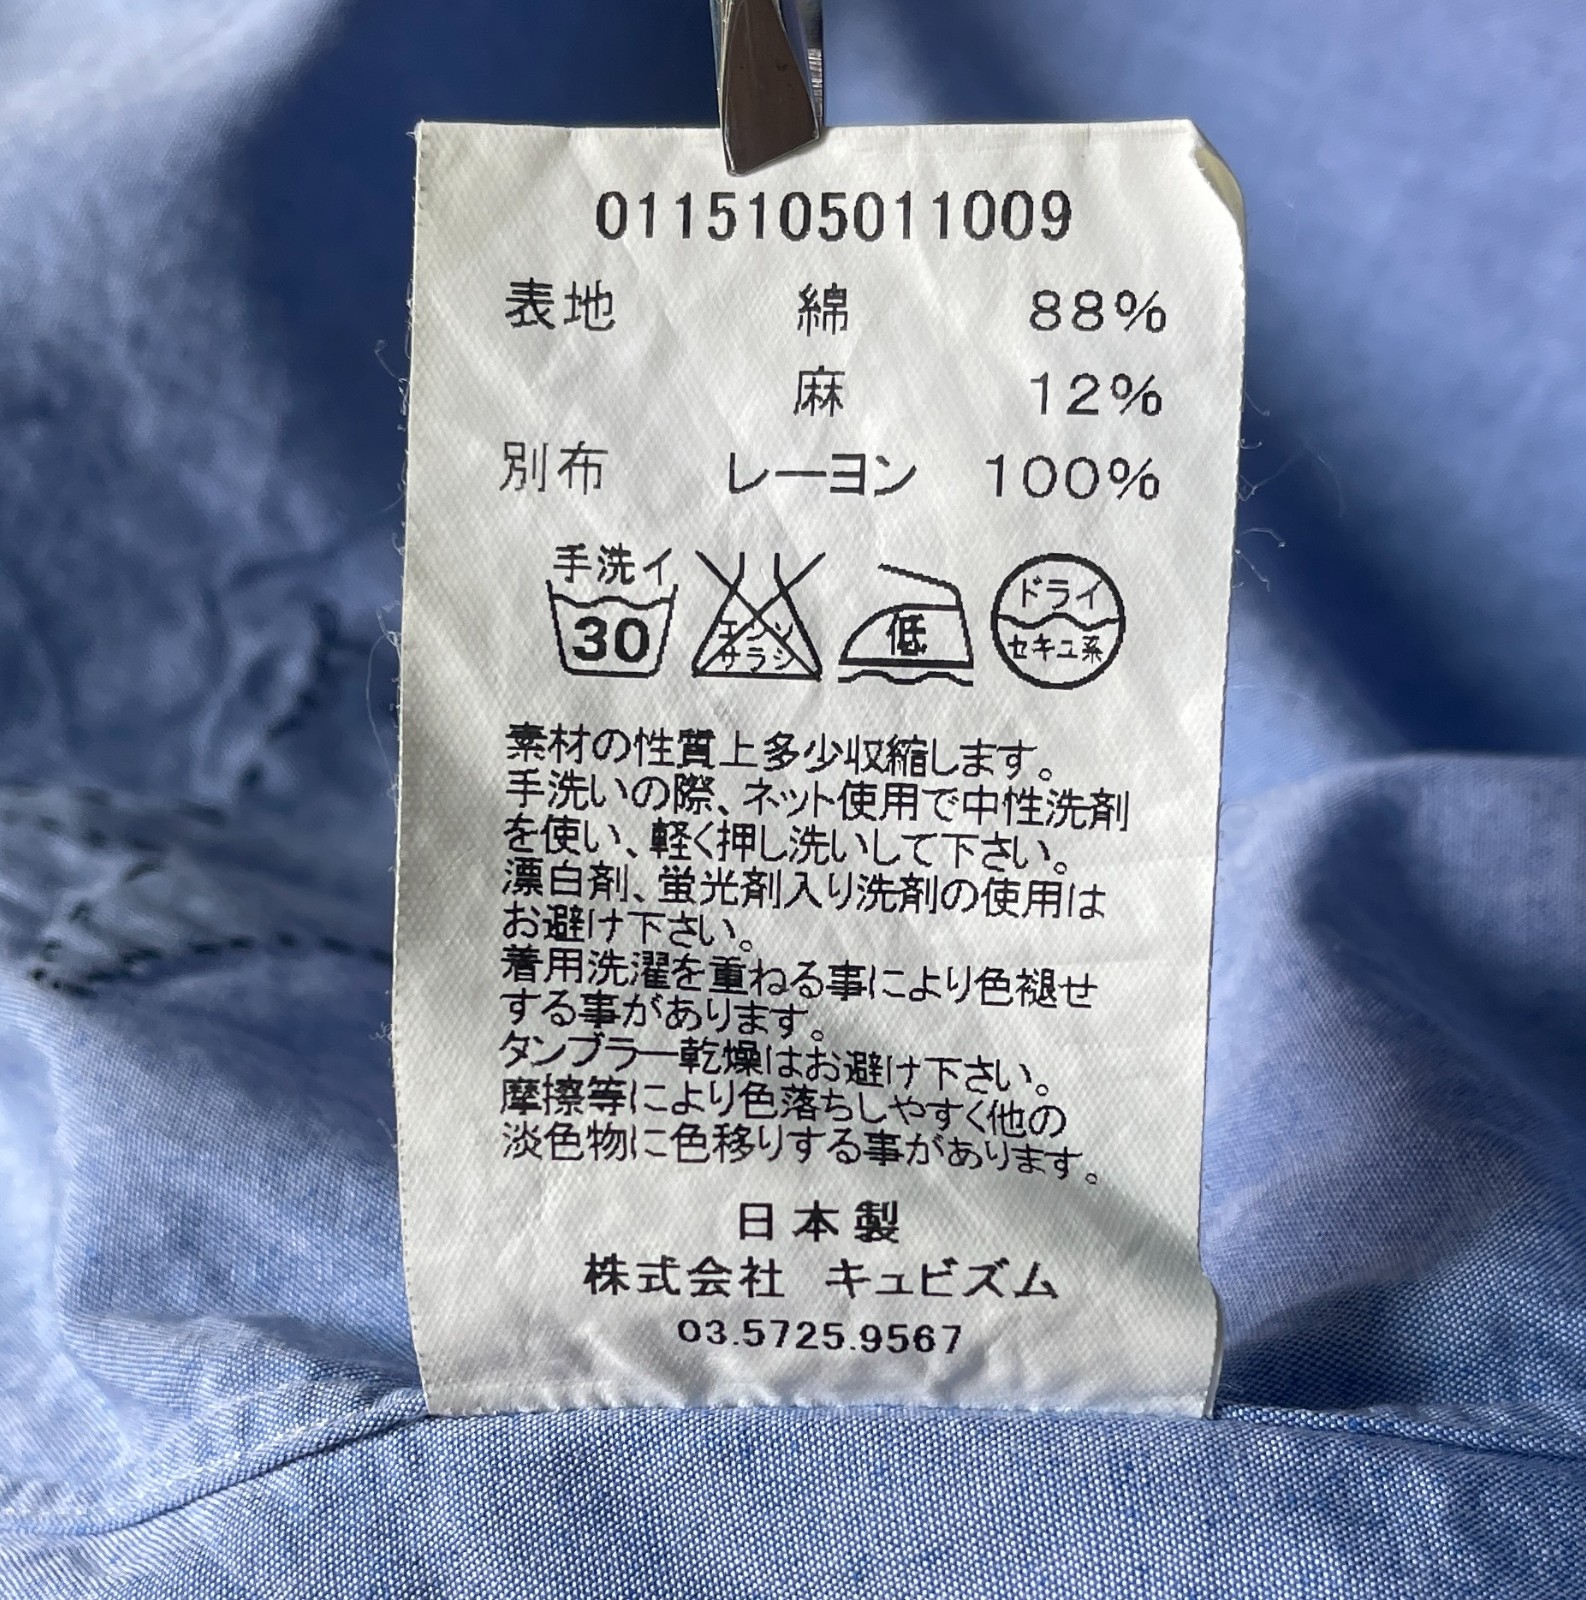 0115105011009
表地 綿 88%
麻 12%
別布 レーヨン 100%
手洗イ
30
エンソ
サラシ
低
ドライ
セキユ系
素材の性質上多少収縮します。
手洗いの際、ネット使用で中性洗剤
を使い、軽く押し洗いして下さい。
漂白剤、蛍光剤入り洗剤の使用は
お避け下さい。
着用洗濯を重ねる事により色褪せ
する事があります。
タンブラー乾燥はお避け下さい。
摩擦等により色落ちしやすく他の
淡色物に色移りする事があります。
日本製
株式会社 キュビズム
03.5725.9567